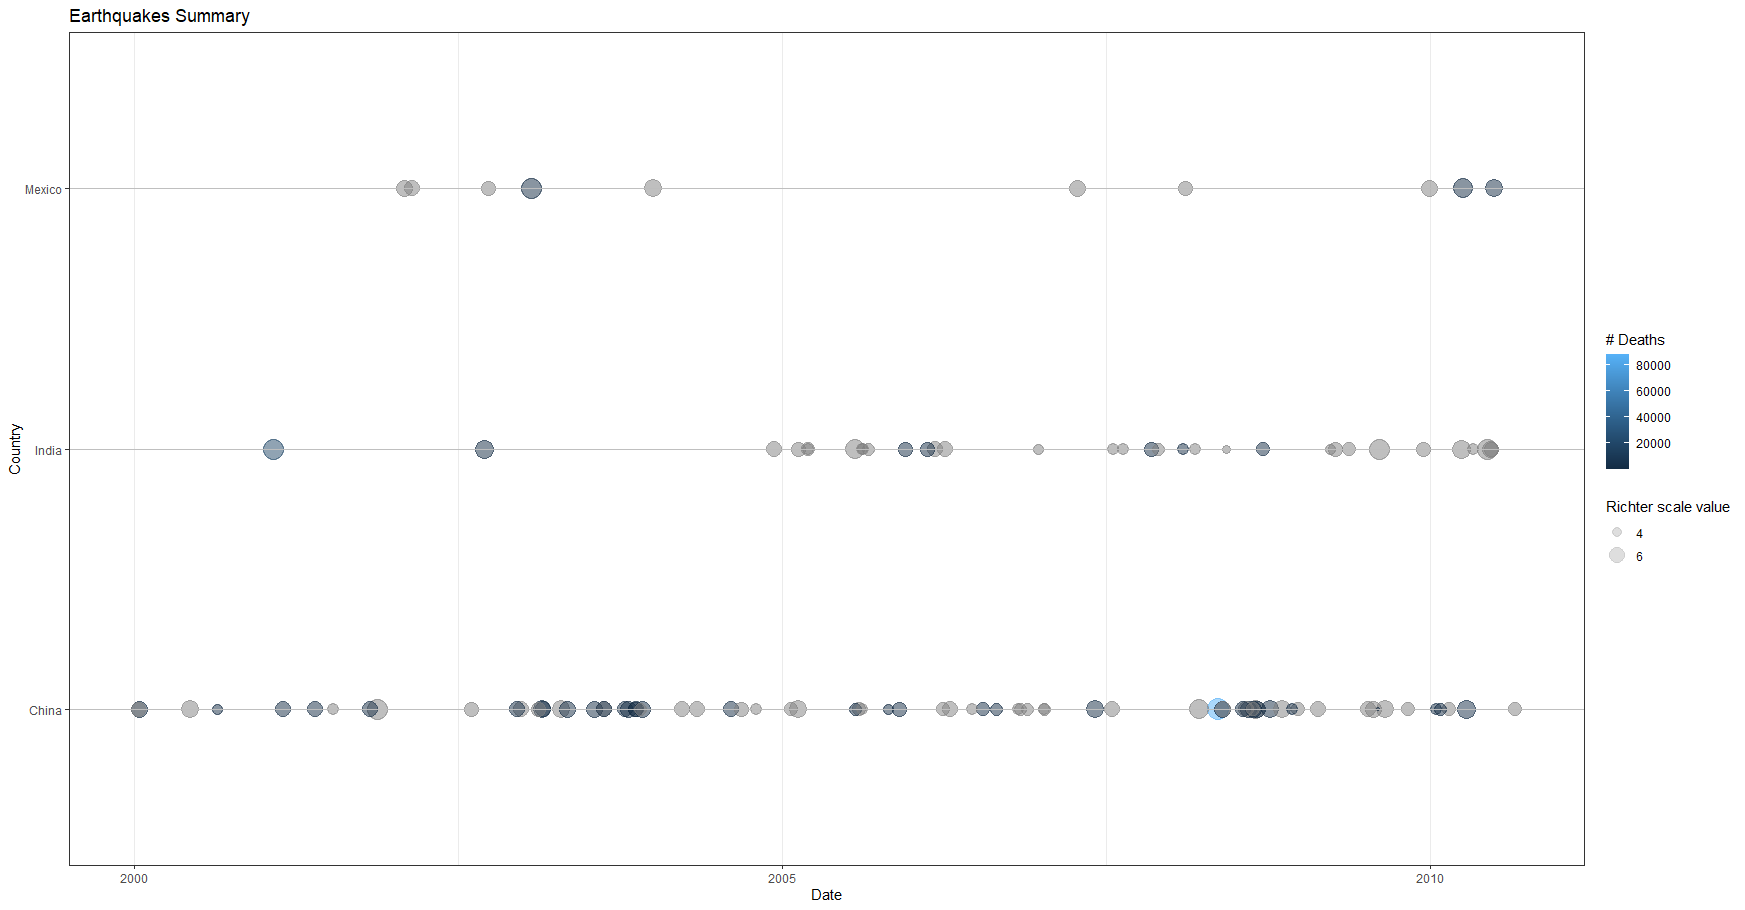 Earthquakes Summary
Country
Mexico
India
China
2000
2005
2010
Date
# Deaths
80000
60000
40000
20000
Richter scale value
4
6